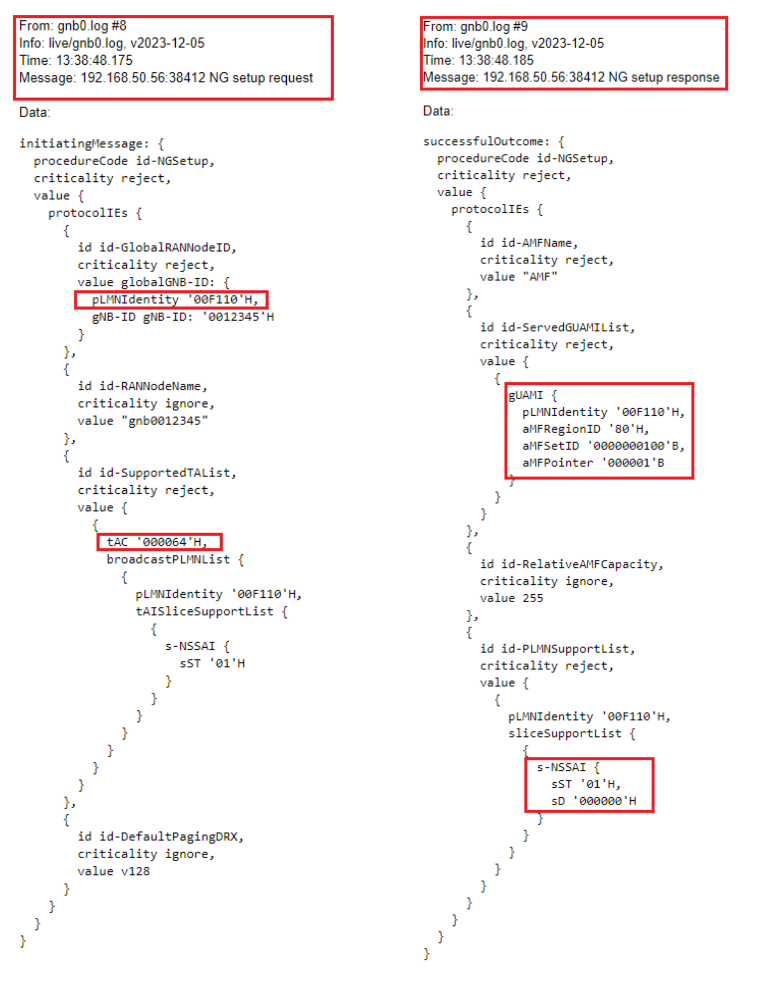 From: gnb0.log #8
Info: live/gnb0.log, v2023-12-05
Time: 13:38:48.175
Message: 192.168.50.56:38412 NG setup request
Data:
initiatingMessage: {
  procedureCode id-NGSetup,
  criticality reject,
  value {
    protocolIEs {
      {
        id id-GlobalRANNodeID,
        criticality reject,
        value globalGNB-ID: {
          pLMNIdentity '00F110'H,
          gNB-ID gNB-ID: '0012345'H
        }
      },
      {
        id id-RANNodeName,
        criticality ignore,
        value "gnb0012345"
      },
      {
        id id-SupportedTAList,
        criticality reject,
        value {
          {
            tAC '000064'H,
            broadcastPLMNList {
              {
                pLMNIdentity '00F110'H,
                tAISliceSupportList {
                  {
                    s-NSSAI {
                      sST '01'H
                    }
                  }
                }
              }
            }
          }
        }
      },
      {
        id id-DefaultPagingDRX,
        criticality ignore,
        value v128
      }
    }
  }
}
From: gnb0.log #9
Info: live/gnb0.log, v2023-12-05
Time: 13:38:48.185
Message: 192.168.50.56:38412 NG setup response
Data:
successfulOutcome: {
  procedureCode id-NGSetup,
  criticality reject,
  value {
    protocolIEs {
      {
        id id-AMFName,
        criticality reject,
        value "AMF"
      },
      {
        id id-ServedGUAMIList,
        criticality reject,
        value {
          {
            gUAMI {
              pLMNIdentity '00F110'H,
              aMFRegionID '80'H,
              aMFSetID '0000000100'B,
              aMFPointer '000001'B
            }
          }
        }
      },
      {
        id id-RelativeAMFCapacity,
        criticality ignore,
        value 255
      },
      {
        id id-PLMNSupportList,
        criticality reject,
        value {
          {
            pLMNIdentity '00F110'H,
            sliceSupportList {
              {
                s-NSSAI {
                  sST '01'H,
                  sD '000000'H
                }
              }
            }
          }
        }
      }
    }
  }
}